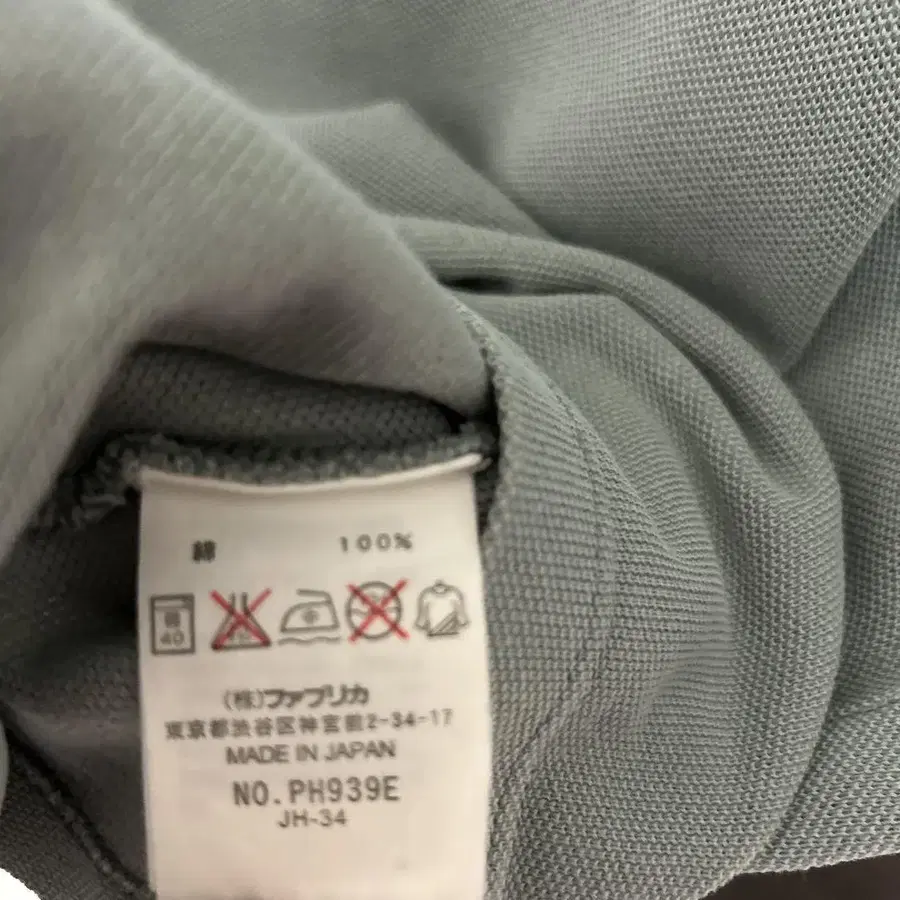 綿 100%
40
(株)ファブリカ
東京都渋谷区神宮前2-34-17
MADE IN JAPAN
NO.PH939E
JH-34